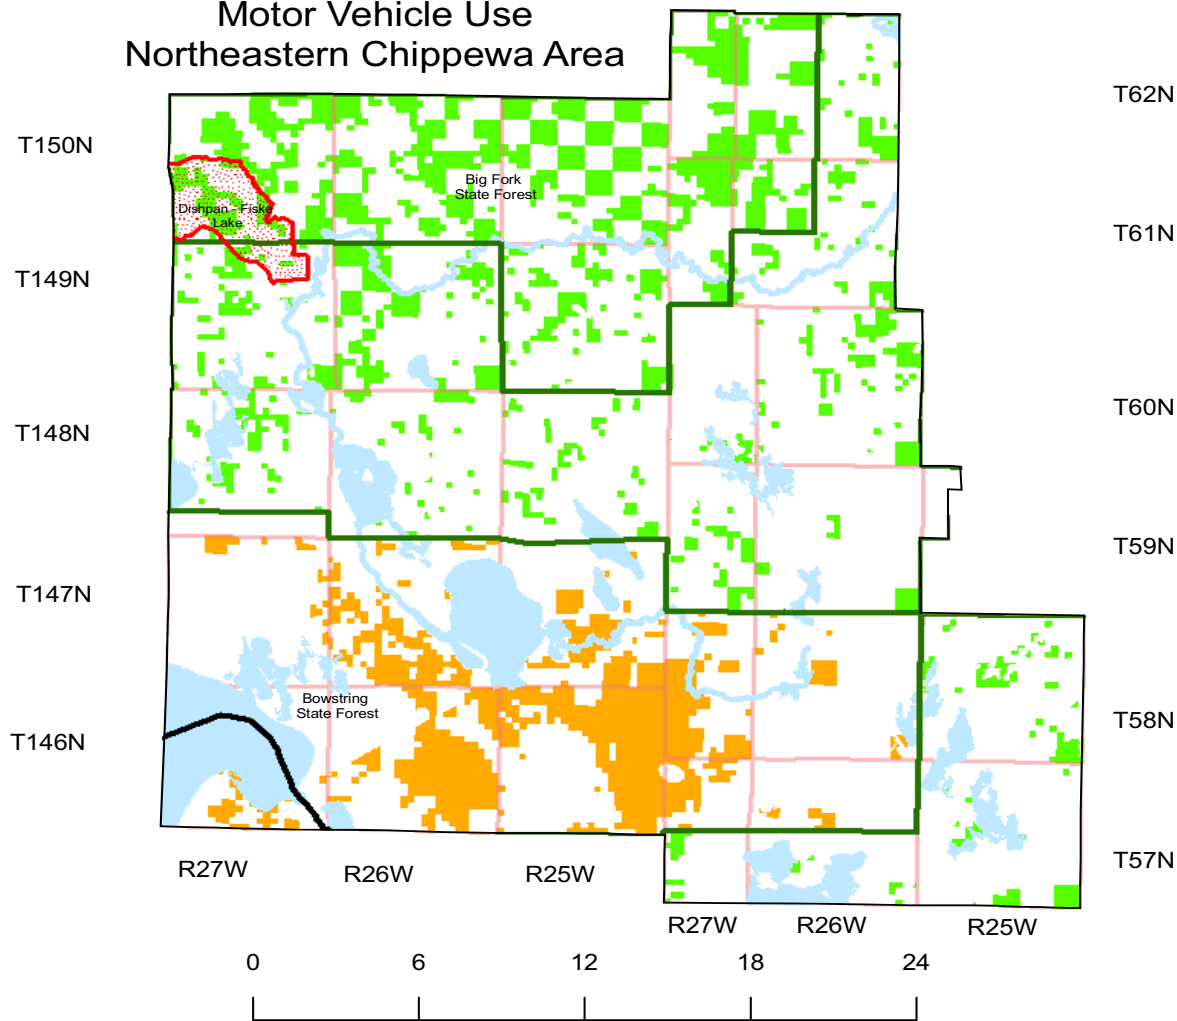 Motor Vehicle Use
Northeastern Chippewa Area
T62N
T150N
Big Fork
State Forest
Dishpan - Fiske
Lake
T61N
T149N
T60N
T148N
T59N
T147N
Bowstring
State Forest
T58N
T146N
T57N
R27W
R26W
R25W
R27W
R26W
R25W
0 6 12 18 24